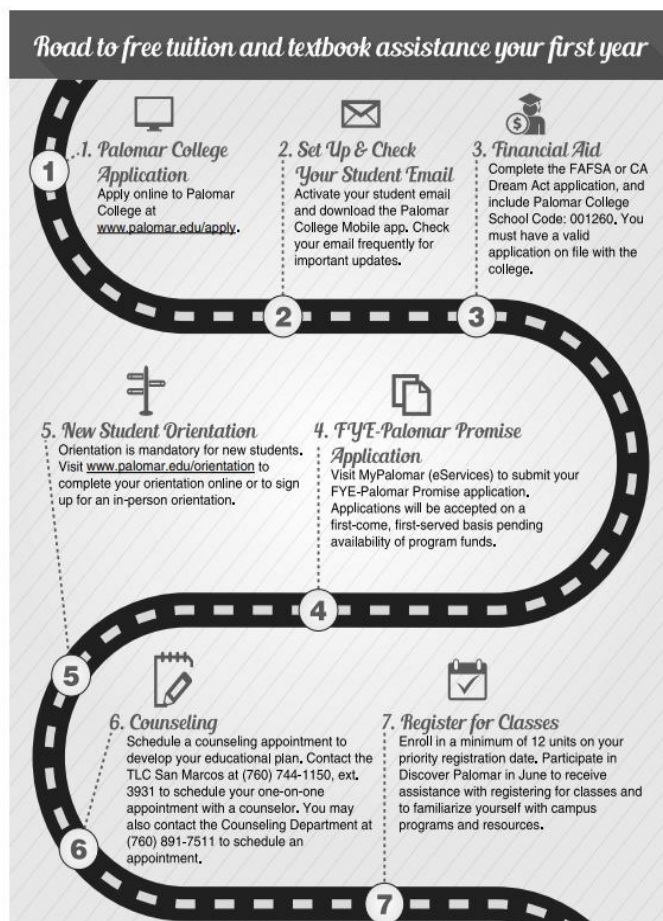 Road to free tuition and textbook assistance your first year
1
1. Palomar College
Application
Apply online to Palomar
College at
www.palomar.edu/apply.
2. Set Up & Check
Your Student Email
Activate your student email
and download the Palomar
College Mobile app. Check
your email frequently for
important updates.
3. Financial Aid
Complete the FAFSA or CA
Dream Act application, and
include Palomar College
School Code: 001260. You
must have a valid
application on file with the
college.
2
3
5. New Student Orientation
Orientation is mandatory for new students.
Visit www.palomar.edu/orientation to
complete your orientation online or to sign
up for an in-person orientation.
4. FYE-Palomar Promise
Application
Visit MyPalomar (eServices) to submit your
FYE-Palomar Promise application.
Applications will be accepted on a
first-come, first-served basis pending
availability of program funds.
4
5
6. Counseling
Schedule a counseling appointment to
develop your educational plan. Contact the
TLC San Marcos at (760) 744-1150, ext.
3931 to schedule your one-on-one
appointment with a counselor. You may
also contact the Counseling Department at
(760) 891-7511 to schedule an
appointment.
7. Register for Classes
Enroll in a minimum of 12 units on your
priority registration date. Participate in
Discover Palomar in June to receive
assistance with registering for classes and
to familiarize yourself with campus
programs and resources.
6
7